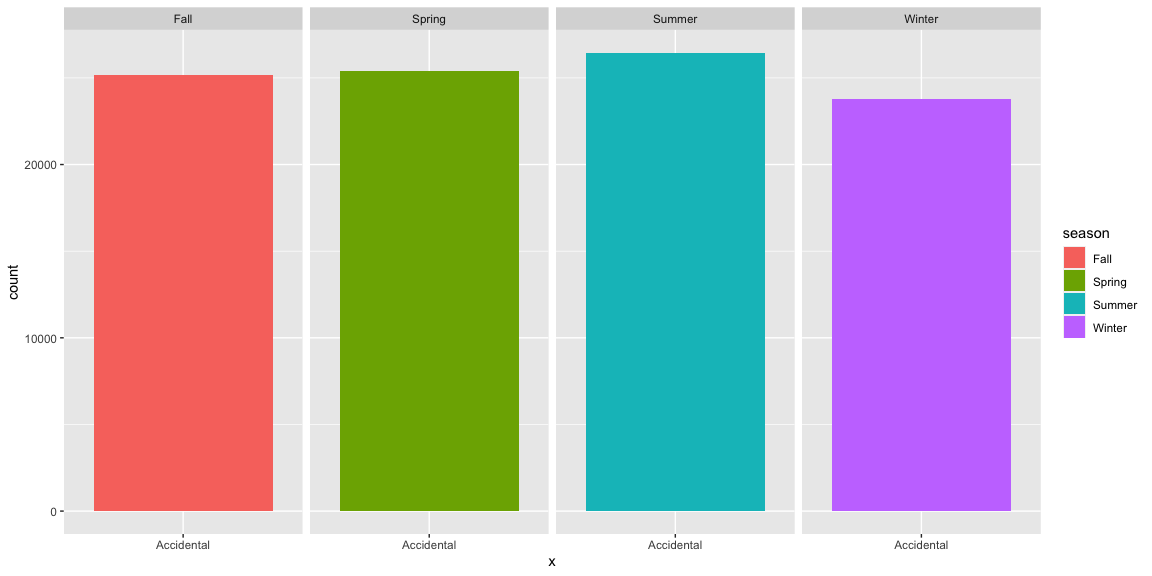 Fall Spring Summer Winter
20000
10000
0
count
Accidental Accidental Accidental Accidental
x
season
Fall
Spring
Summer
Winter